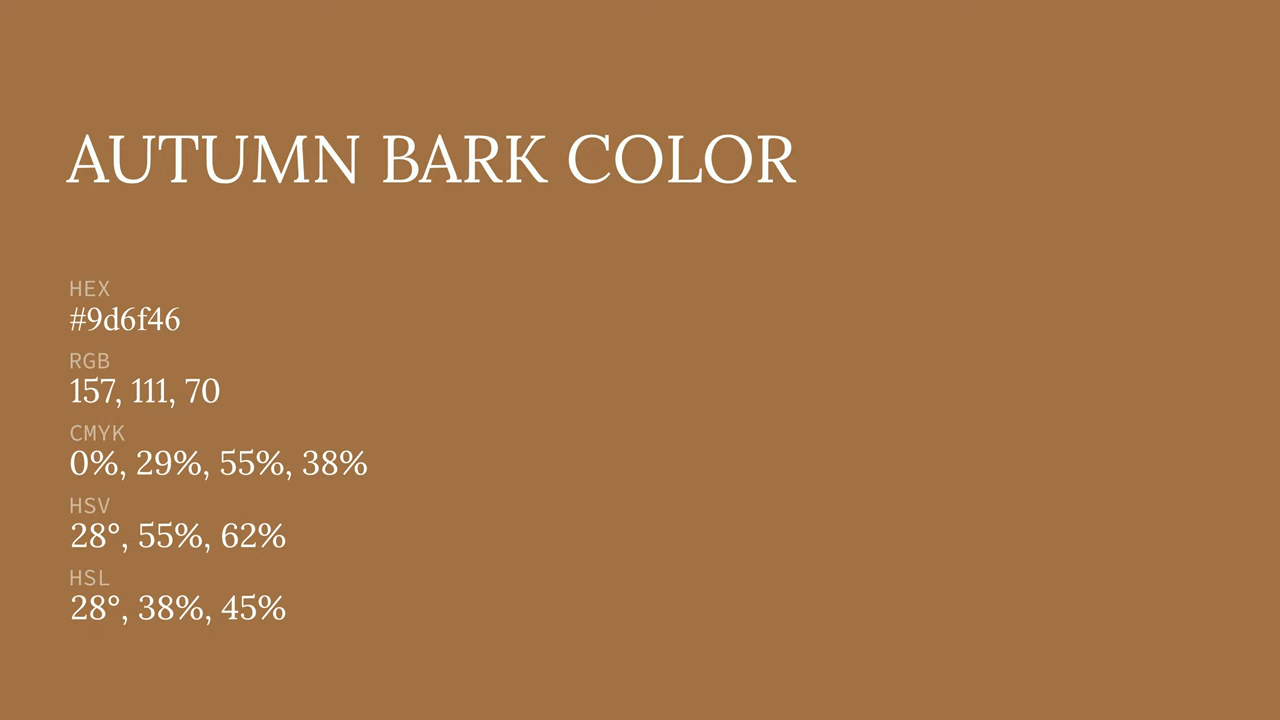 AUTUMN BARK COLOR
HEX
#9d6f46
RGB
157, 111, 70
CMYK
0%, 29%, 55%, 38%
HSV
28°, 55%, 62%
HSL
28°, 38%, 45%